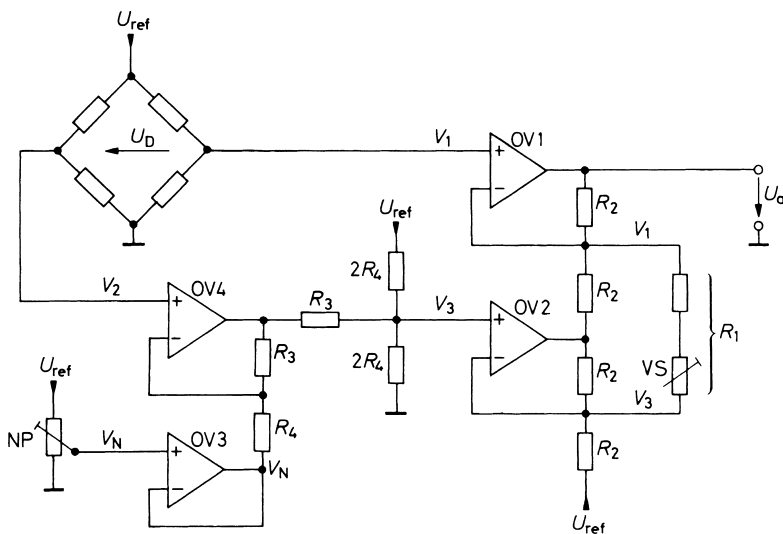 U_ref
U_D
V_1
OV1
R_2
U_a
V_1
U_ref
2R_4
R_2
V_2
OV4
R_3
V_3
OV2
R_1
R_3
2R_4
R_2
VS
V_3
U_ref
NP
V_N
OV3
R_4
V_N
R_2
U_ref